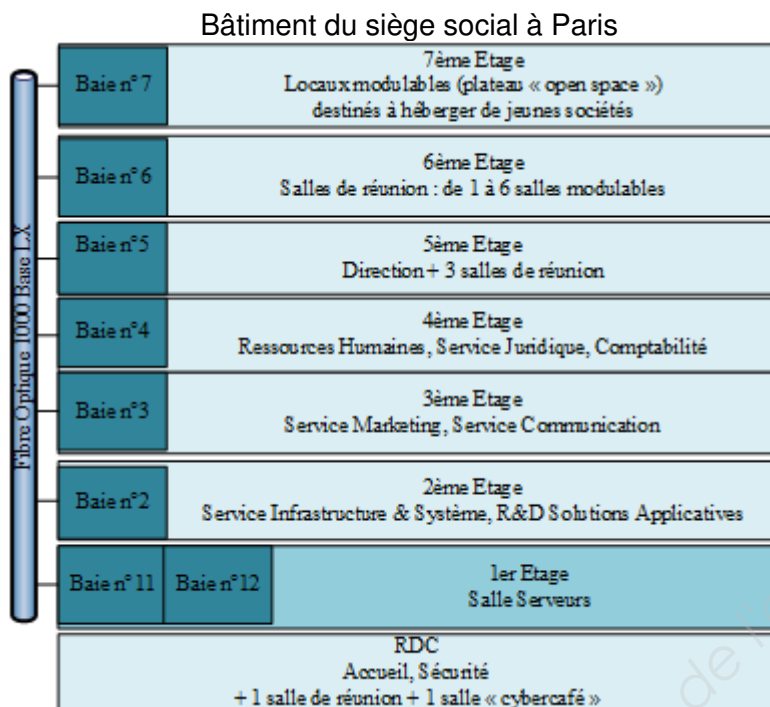 Bâtiment du siège social à Paris
Fibre Optique 1000 Base LX
Baie n°7
7ème Etage
Locaux modulables (plateau « open space »)
destinés à héberger de jeunes sociétés
Baie n°6
6ème Etage
Salles de réunion : de 1 à 6 salles modulables
Baie n°5
5ème Etage
Direction + 3 salles de réunion
Baie n°4
4ème Etage
Ressources Humaines, Service Juridique, Comptabilité
Baie n°3
3ème Etage
Service Marketing, Service Communication
Baie n°2
2ème Etage
Service Infrastructure & Système, R&D Solutions Applicatives
Baie n°11
Baie n°12
1er Etage
Salle Serveurs
RDC
Accueil, Sécurité
+ 1 salle de réunion + 1 salle « cybercafé »
de